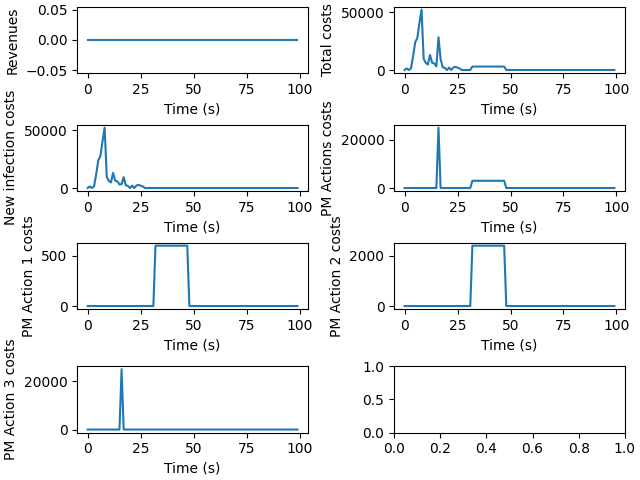 Revenues
0.05
0.00
−0.05
0 25 50 75 100
Time (s)
Total costs
50000
0
0 25 50 75 100
Time (s)
New infection costs
50000
0
0 25 50 75 100
Time (s)
PM Actions costs
20000
0
0 25 50 75 100
Time (s)
PM Action 1 costs
500
0
0 25 50 75 100
Time (s)
PM Action 2 costs
2000
0
0 25 50 75 100
Time (s)
PM Action 3 costs
20000
0
0 25 50 75 100
Time (s)
1.0
0.5
0.0
0.0 0.2 0.4 0.6 0.8 1.0